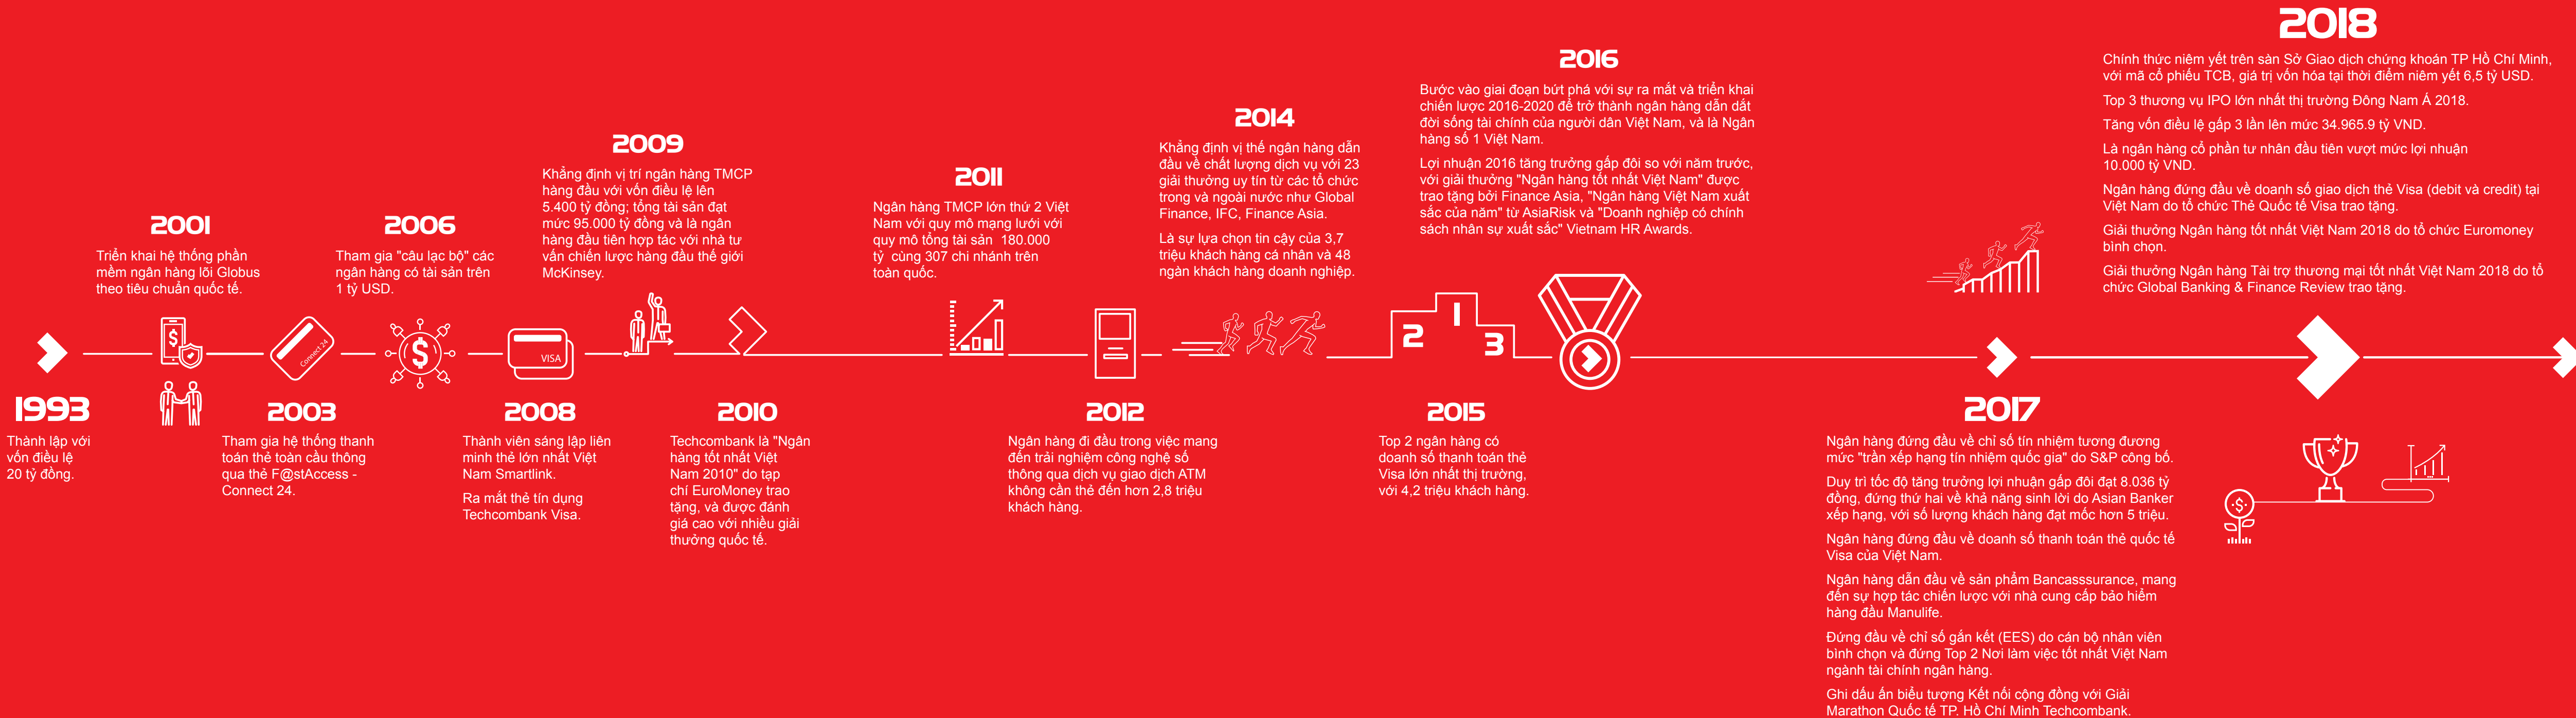 1993
Thành lập với
vốn điều lệ
20 tỷ đồng.
2001
Triển khai hệ thống phần
mềm ngân hàng lõi Globus
theo tiêu chuẩn quốc tế.
$
Connect 24
2003
Tham gia hệ thống thanh
toán thẻ toàn cầu thông
qua thẻ F@stAccess -
Connect 24.
2006
Tham gia "câu lạc bộ" các
ngân hàng có tài sản trên
1 tỷ USD.
$
VISA
2008
Thành viên sáng lập liên
minh thẻ lớn nhất Việt
Nam Smartlink.
Ra mắt thẻ tín dụng
Techcombank Visa.
2009
Khẳng định vị trí ngân hàng TMCP
hàng đầu với vốn điều lệ lên
5.400 tỷ đồng; tổng tài sản đạt
mức 95.000 tỷ đồng và là ngân
hàng đầu tiên hợp tác với nhà tư
vấn chiến lược hàng đầu thế giới
McKinsey.
2010
Techcombank là "Ngân
hàng tốt nhất Việt
Nam 2010" do tạp
chí EuroMoney trao
tặng, và được đánh
giá cao với nhiều giải
thưởng quốc tế.
2011
Ngân hàng TMCP lớn thứ 2 Việt
Nam với quy mô mạng lưới với
quy mô tổng tài sản 180.000
tỷ cùng 307 chi nhánh trên
toàn quốc.
2012
Ngân hàng đi đầu trong việc mang
đến trải nghiệm công nghệ số
thông qua dịch vụ giao dịch ATM
không cần thẻ đến hơn 2,8 triệu
khách hàng.
2014
Khẳng định vị thế ngân hàng dẫn
đầu về chất lượng dịch vụ với 23
giải thưởng uy tín từ các tổ chức
trong và ngoài nước như Global
Finance, IFC, Finance Asia.
Là sự lựa chọn tin cậy của 3,7
triệu khách hàng cá nhân và 48
ngàn khách hàng doanh nghiệp.
2 1 3
2015
Top 2 ngân hàng có
doanh số thanh toán thẻ
Visa lớn nhất thị trường,
với 4,2 triệu khách hàng.
2016
Bước vào giai đoạn bứt phá với sự ra mắt và triển khai
chiến lược 2016-2020 để trở thành ngân hàng dẫn dắt
đời sống tài chính của người dân Việt Nam, và là Ngân
hàng số 1 Việt Nam.
Lợi nhuận 2016 tăng trưởng gấp đôi so với năm trước,
với giải thưởng "Ngân hàng tốt nhất Việt Nam" được
trao tặng bởi Finance Asia, "Ngân hàng Việt Nam xuất
sắc của năm" từ AsiaRisk và "Doanh nghiệp có chính
sách nhân sự xuất sắc" Vietnam HR Awards.
2017
Ngân hàng đứng đầu về chỉ số tín nhiệm tương đương
mức "trần xếp hạng tín nhiệm quốc gia" do S&P công bố.
Duy trì tốc độ tăng trưởng lợi nhuận gấp đôi đạt 8.036 tỷ
đồng, đứng thứ hai về khả năng sinh lời do Asian Banker
xếp hạng, với số lượng khách hàng đạt mốc hơn 5 triệu.
Ngân hàng đứng đầu về doanh số thanh toán thẻ quốc tế
Visa của Việt Nam.
Ngân hàng dẫn đầu về sản phẩm Bancasssurance, mang
đến sự hợp tác chiến lược với nhà cung cấp bảo hiểm
hàng đầu Manulife.
Đứng đầu về chỉ số gắn kết (EES) do cán bộ nhân viên
bình chọn và đứng Top 2 Nơi làm việc tốt nhất Việt Nam
ngành tài chính ngân hàng.
Ghi dấu ấn biểu tượng Kết nối cộng đồng với Giải
Marathon Quốc tế TP. Hồ Chí Minh Techcombank.
2018
Chính thức niêm yết trên sàn Sở Giao dịch chứng khoán TP Hồ Chí Minh,
với mã cổ phiếu TCB, giá trị vốn hóa tại thời điểm niêm yết 6,5 tỷ USD.
Top 3 thương vụ IPO lớn nhất thị trường Đông Nam Á 2018.
Tăng vốn điều lệ gấp 3 lần lên mức 34.965.9 tỷ VND.
Là ngân hàng cổ phần tư nhân đầu tiên vượt mức lợi nhuận
10.000 tỷ VND.
Ngân hàng đứng đầu về doanh số giao dịch thẻ Visa (debit và credit) tại
Việt Nam do tổ chức Thẻ Quốc tế Visa trao tặng.
Giải thưởng Ngân hàng tốt nhất Việt Nam 2018 do tổ chức Euromoney
bình chọn.
Giải thưởng Ngân hàng Tài trợ thương mại tốt nhất Việt Nam 2018 do tổ
chức Global Banking & Finance Review trao tặng.
$